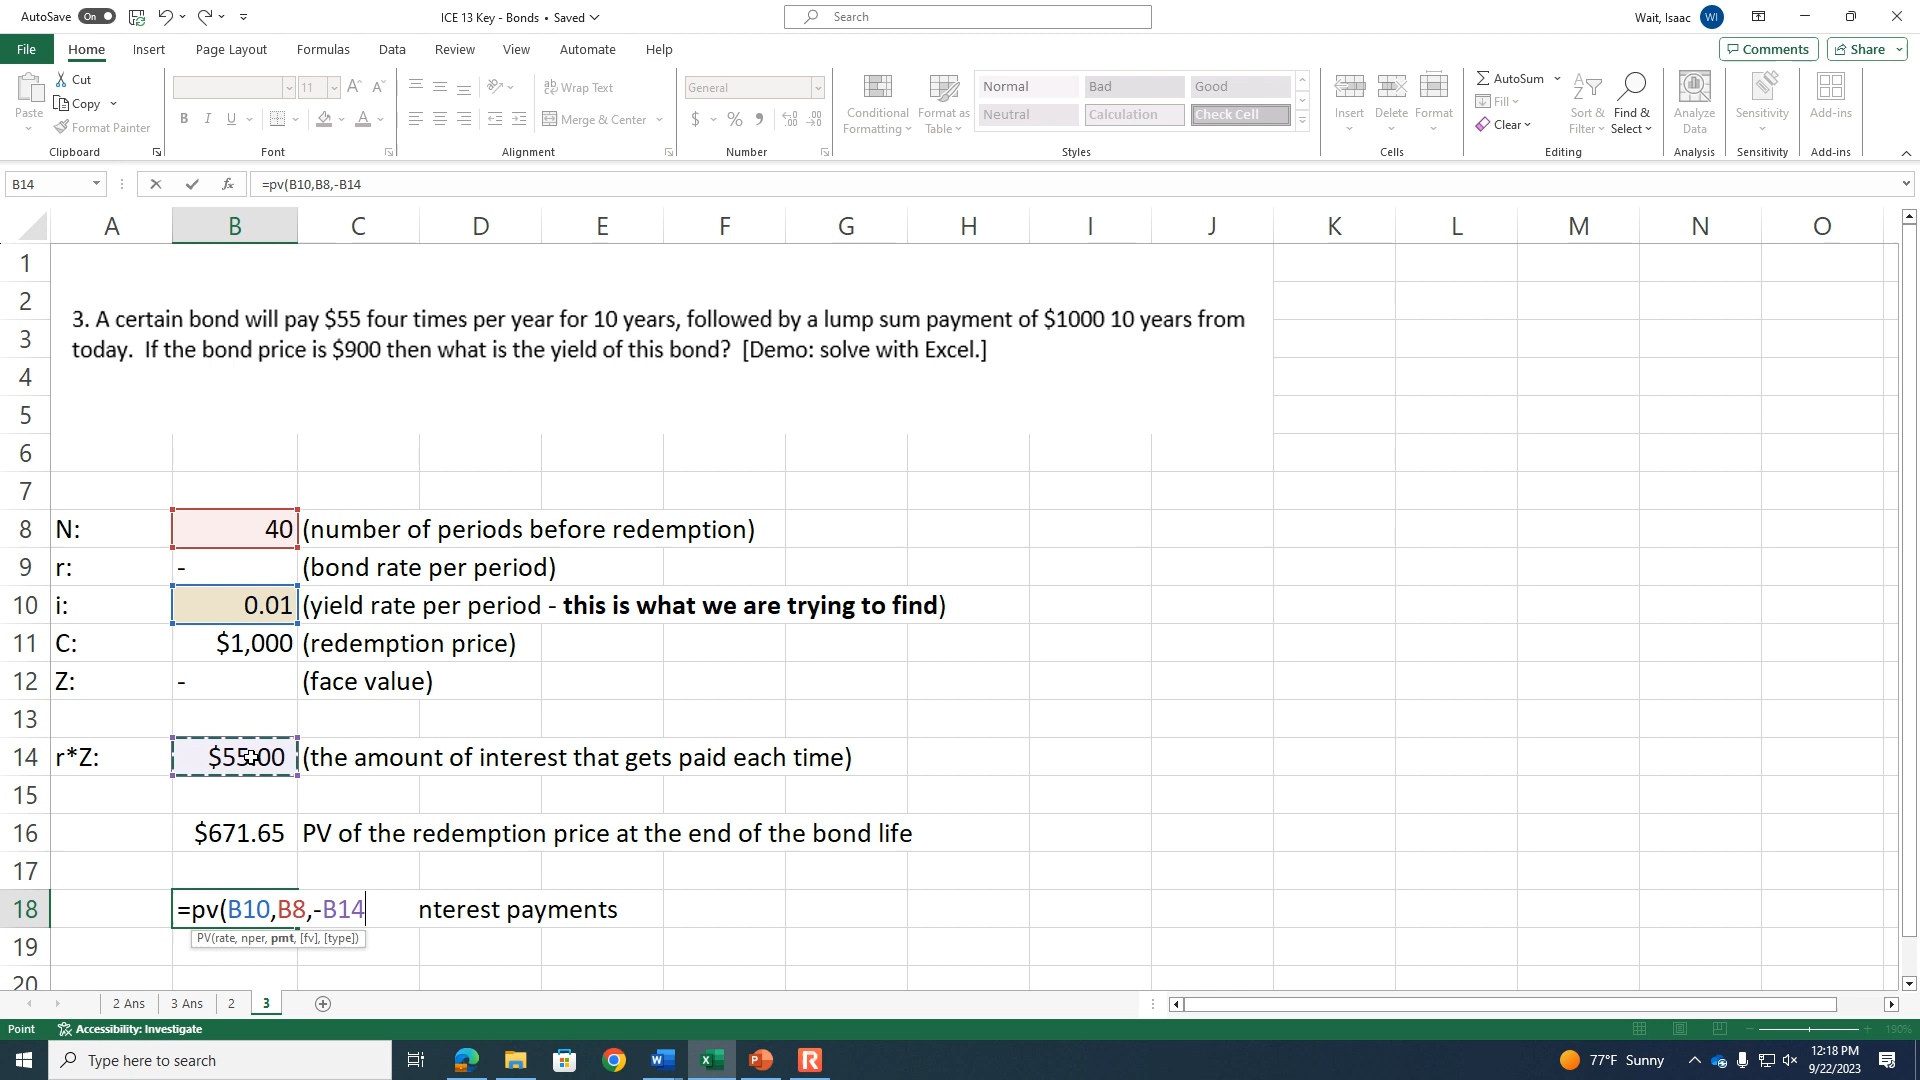 AutoSave On
ICE 13 Key - Bonds • Saved
Search
Wait, Isaac WI
File Home Insert Page Layout Formulas Data Review View Automate Help
Comments Share
Paste
Cut
Copy
Format Painter
Clipboard
11
B I U
Font
Wrap Text
Merge & Center
Alignment
General
$ % 9
Number
Conditional Formatting
Format as Table
Normal Bad Good
Neutral Calculation Check Cell
Styles
Insert Delete Format
Cells
AutoSum
Fill
Clear
Sort & Filter
Find & Select
Editing
Analyze Data
Analysis
Sensitivity
Sensitivity
Add-ins
Add-ins
B14 fx =pv(B10,B8,-B14
A B C D E F G H I J K L M N O
1
2
3. A certain bond will pay $55 four times per year for 10 years, followed by a lump sum payment of $1000 10 years from
3
today. If the bond price is $900 then what is the yield of this bond? [Demo: solve with Excel.]
4
5
6
7
8 N: 40 (number of periods before redemption)
9 r: - (bond rate per period)
10 i: 0.01 (yield rate per period - this is what we are trying to find)
11 C: $1,000 (redemption price)
12 Z: - (face value)
13
14 r*Z: $55.00 (the amount of interest that gets paid each time)
15
16 $671.65 PV of the redemption price at the end of the bond life
17
18 =pv(B10,B8,-B14 nterest payments
PV(rate, nper, pmt, [fv], [type])
19
20
2 Ans 3 Ans 2 3
Point Accessibility: Investigate
190%
Type here to search
77°F Sunny
12:18 PM
9/22/2023